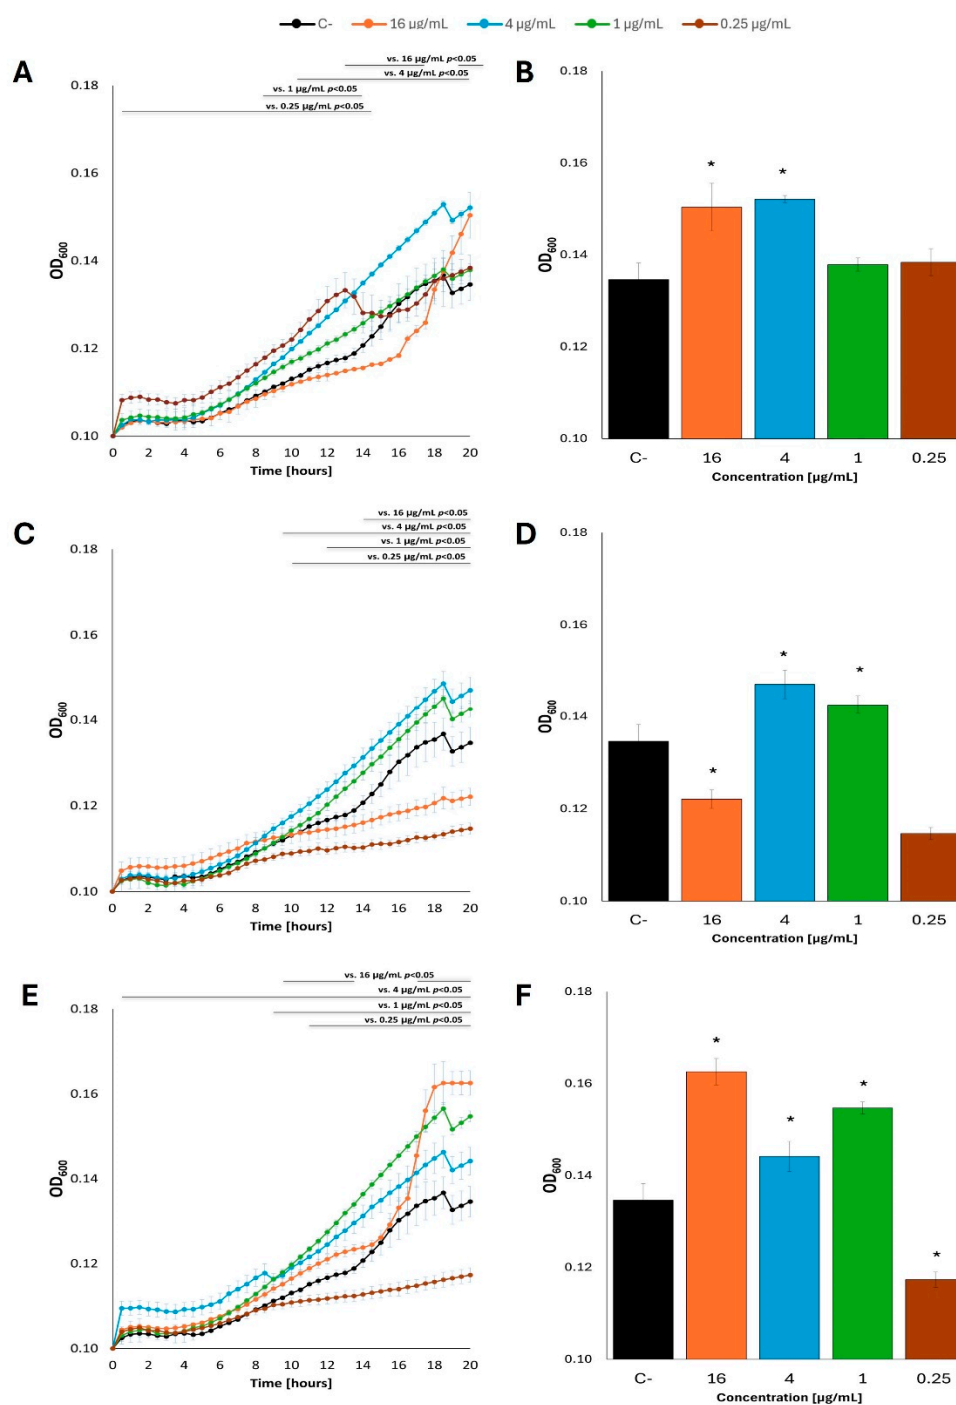 C- 16 µg/mL 4 µg/mL 1 µg/mL 0.25 µg/mL
A
vs. 16 µg/mL p<0.05
vs. 4 µg/mL p<0.05
vs. 1 µg/mL p<0.05
vs. 0.25 µg/mL p<0.05
0.18
0.16
0.14
0.12
0.10
OD600
0 2 4 6 8 10 12 14 16 18 20
Time [hours]
B
0.18
0.16
0.14
0.12
0.10
OD600
* *
C- 16 4 1 0.25
Concentration [µg/mL]
C
vs. 16 µg/mL p<0.05
vs. 4 µg/mL p<0.05
vs. 1 µg/mL p<0.05
vs. 0.25 µg/mL p<0.05
0.18
0.16
0.14
0.12
0.10
OD600
0 2 4 6 8 10 12 14 16 18 20
Time [hours]
D
0.18
0.16
0.14
0.12
0.10
OD600
* * *
C- 16 4 1 0.25
Concentration [µg/mL]
E
vs. 16 µg/mL p<0.05
vs. 4 µg/mL p<0.05
vs. 1 µg/mL p<0.05
vs. 0.25 µg/mL p<0.05
0.18
0.16
0.14
0.12
0.10
OD600
0 2 4 6 8 10 12 14 16 18 20
Time [hours]
F
0.18
0.16
0.14
0.12
0.10
OD600
* * * *
C- 16 4 1 0.25
Concentration [µg/mL]